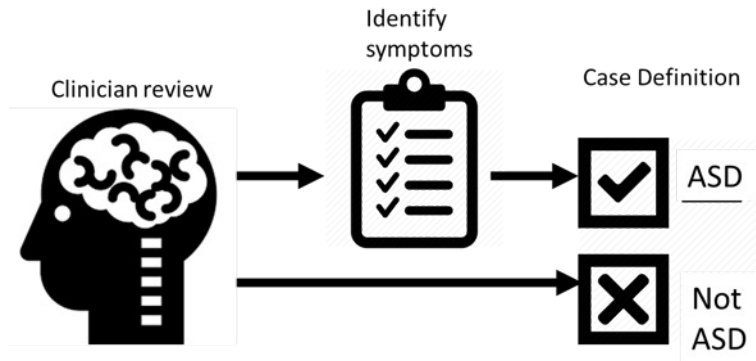 Identify
symptoms
Clinician review
Case Definition
ASD
Not
ASD